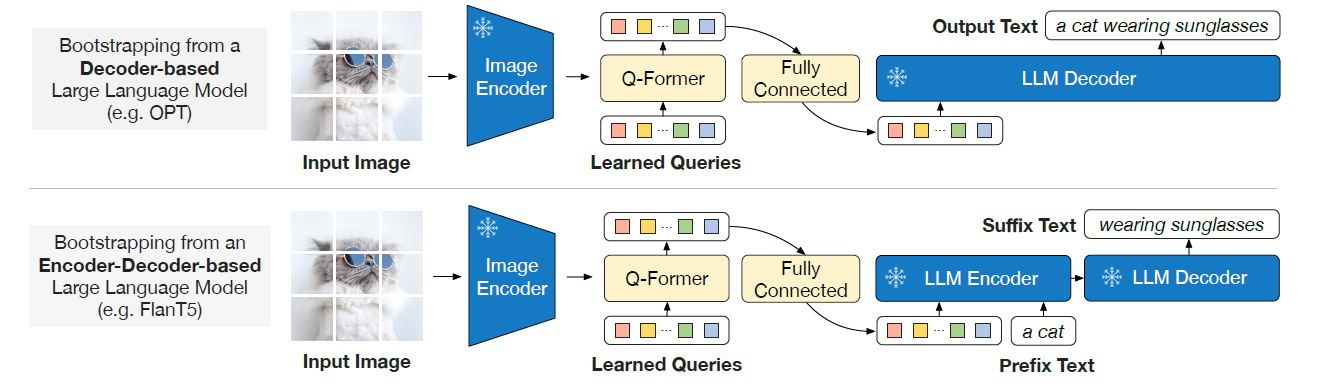 Bootstrapping from a
Decoder-based
Large Language Model
(e.g. OPT)
Input Image
Image
Encoder
Q-Former
Learned Queries
Fully
Connected
Output Text
a cat wearing sunglasses
LLM Decoder
Bootstrapping from an
Encoder-Decoder-based
Large Language Model
(e.g. FlanT5)
Input Image
Image
Encoder
Q-Former
Learned Queries
Fully
Connected
Suffix Text
wearing sunglasses
LLM Encoder
LLM Decoder
a cat
Prefix Text